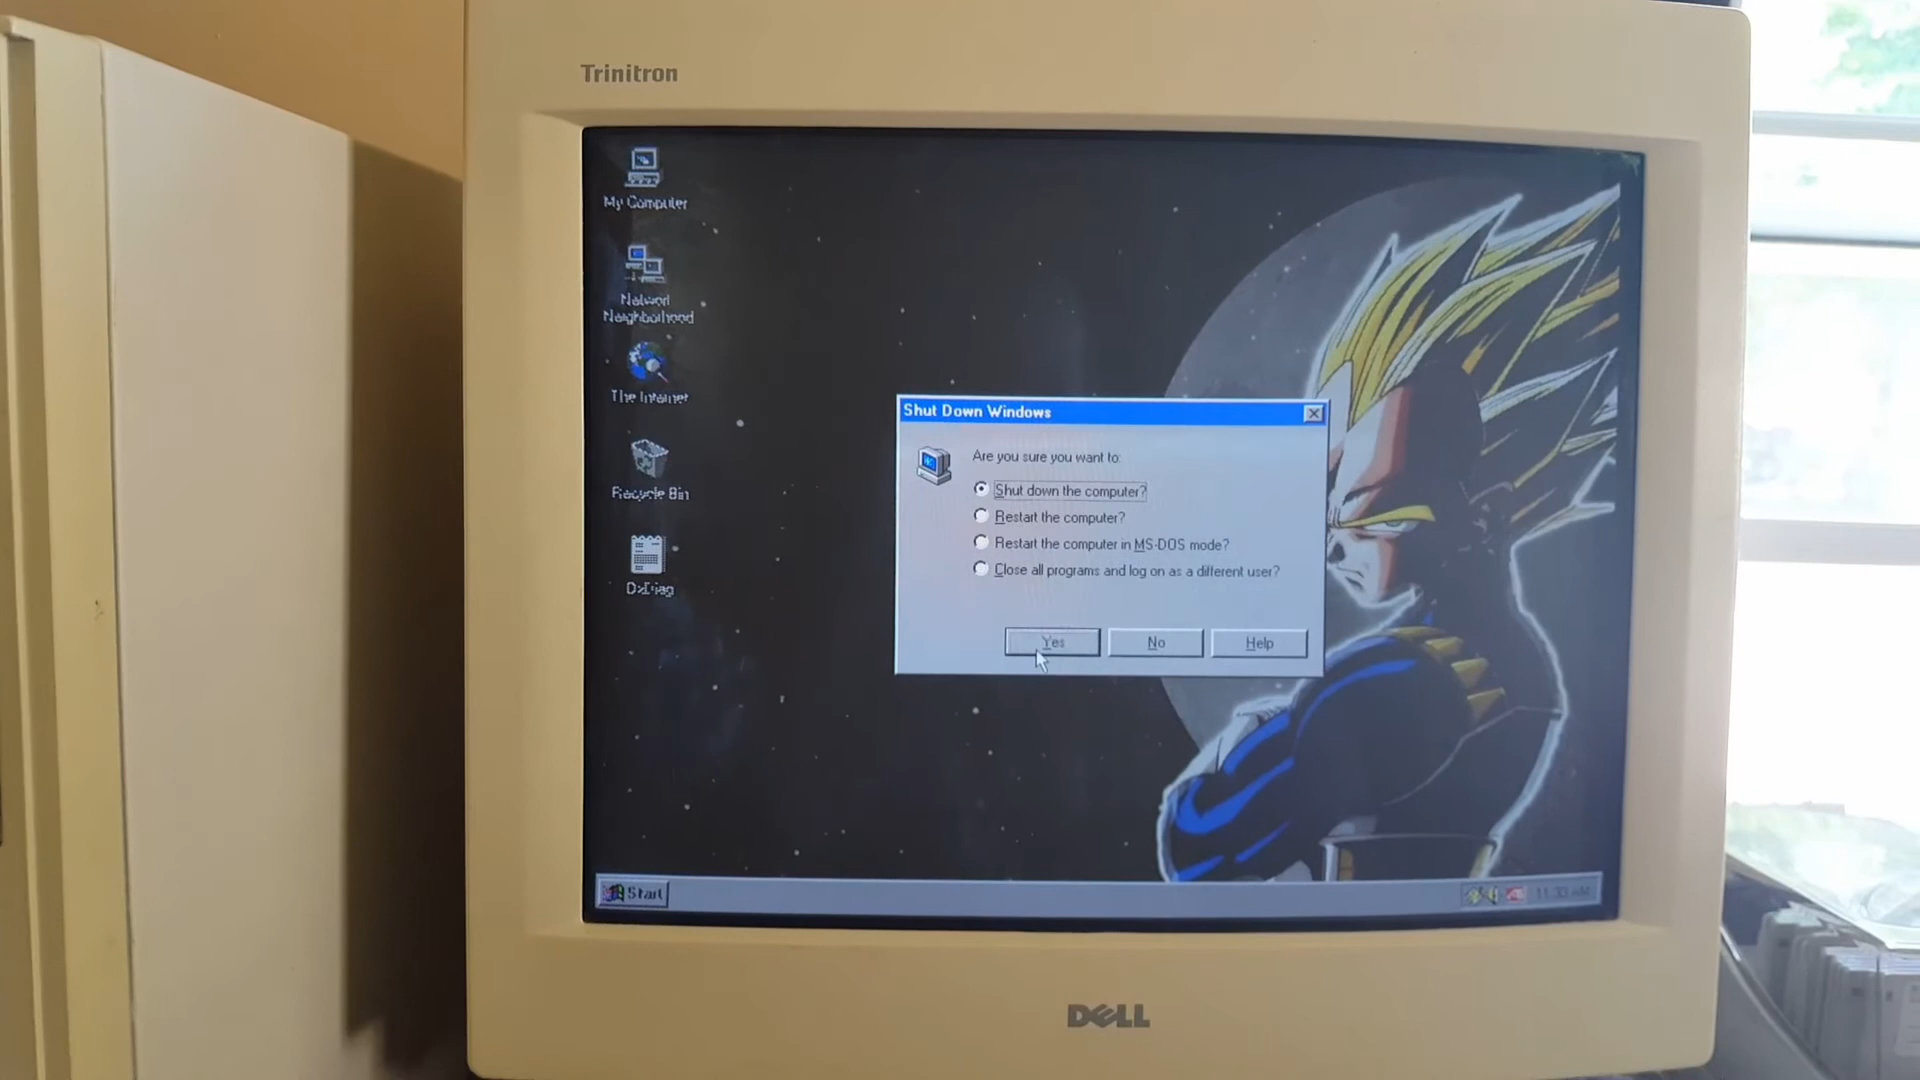 Trinitron
My Computer
Network
Neighborhood
The Internet
Recycle Bin
DxDiag
Shut Down Windows
Are you sure you want to:
Shut down the computer?
Restart the computer?
Restart the computer in MS-DOS mode?
Close all programs and log on as a different user?
Yes
No
Help
Start
DELL